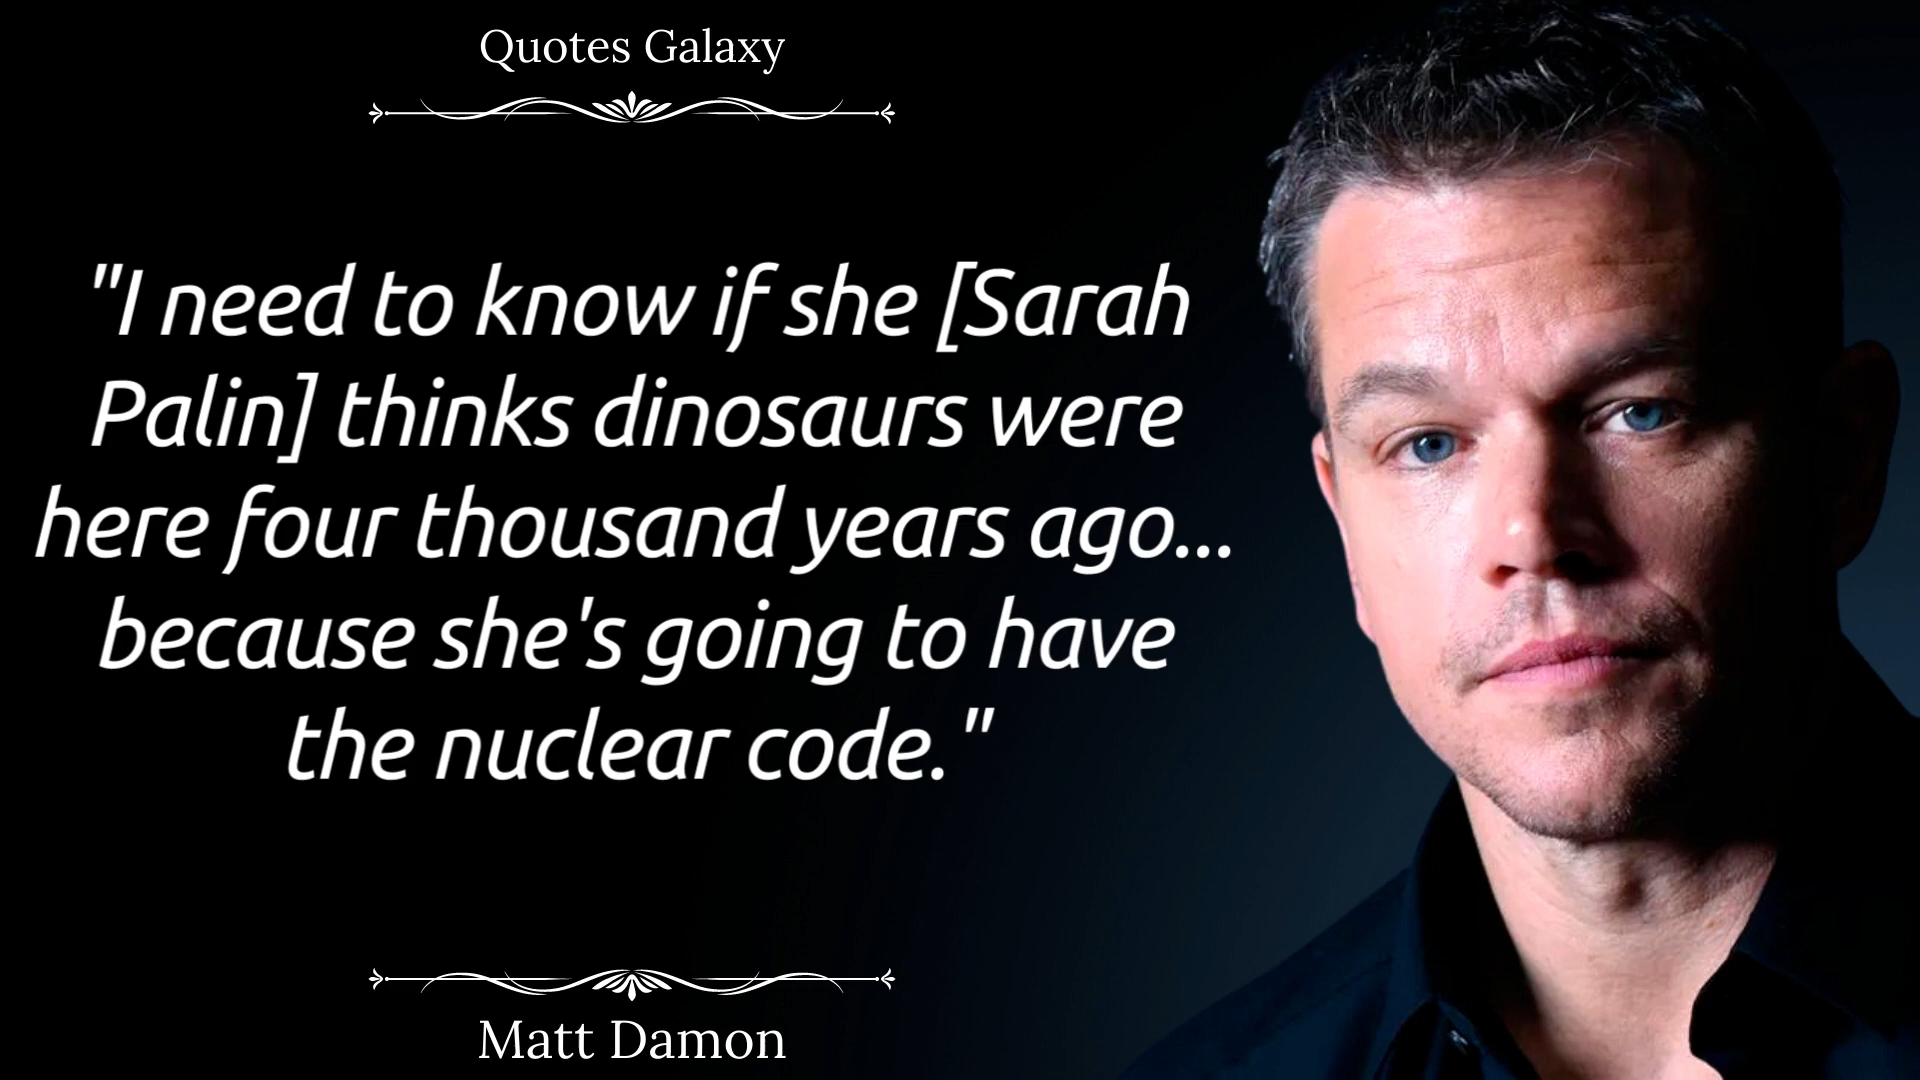 Quotes Galaxy
"I need to know if she [Sarah
Palin] thinks dinosaurs were
here four thousand years ago...
because she's going to have
the nuclear code."
Matt Damon